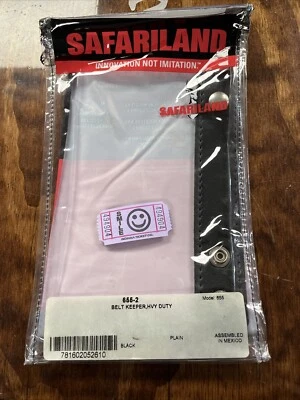 SAFARILAND
INNOVATION NOT IMITATION™
SAFARILAND
SMILE
655-2
BELT KEEPER,HVY DUTY
Model: 655
BLACK
PLAIN
ASSEMBLED
IN MEXICO
781602052610